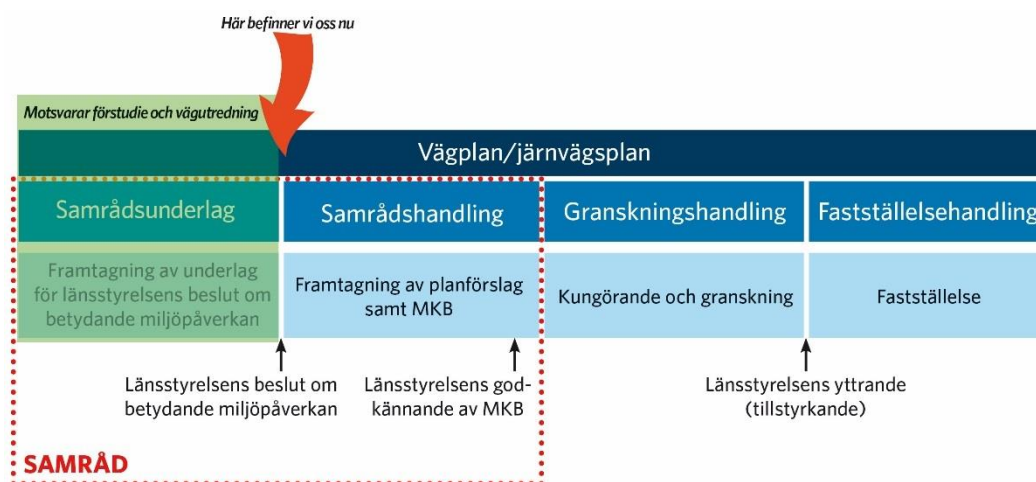 Här befinner vi oss nu
Motsvarar förstudie och vägutredning
Vägplan/järnvägsplan
Samrådsunderlag
Samrådshandling
Granskningshandling
Fastställelsehandling
Framtagning av underlag
för länsstyrelsens beslut om
betydande miljöpåverkan
Framtagning av planförslag
samt MKB
Kungörande och granskning
Fastställelse
Länsstyrelsens beslut om
betydande miljöpåverkan
Länsstyrelsens god-
kännande av MKB
Länsstyrelsens yttrande
(tillstyrkande)
SAMRÅD